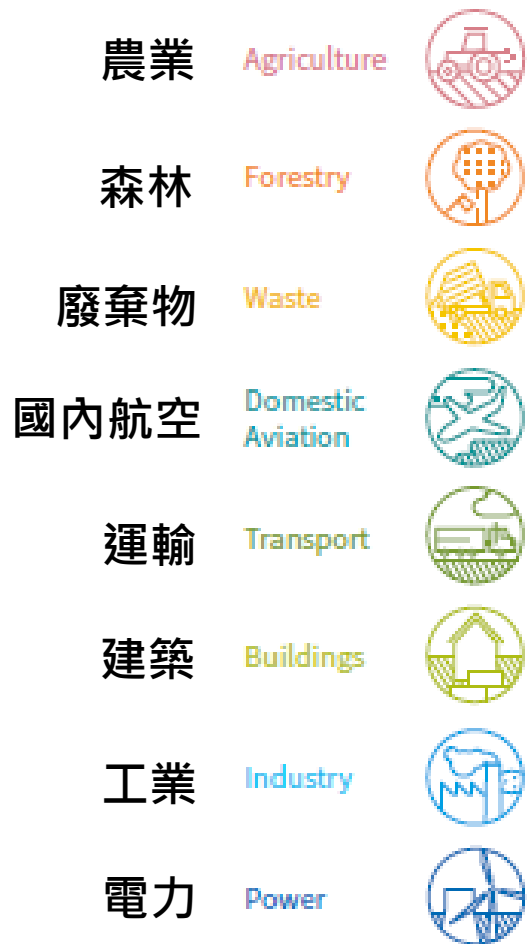 農業 Agriculture
森林 Forestry
廢棄物 Waste
國內航空 Domestic
Aviation
運輸 Transport
建築 Buildings
工業 Industry
電力 Power